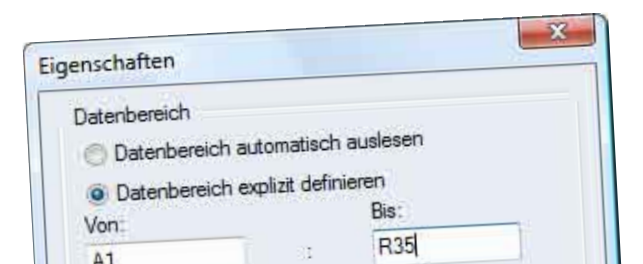 Eigenschaften
Datenbereich
Datenbereich automatisch auslesen
Datenbereich explizit definieren
Von: Bis:
A1 : R35